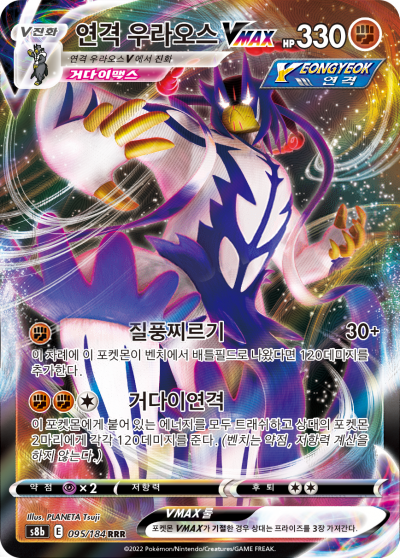 V진화
연격 우라오스 VMAX HP 330
연격 우라오스V에서 진화
거다이맥스
YEONGYEOK
연격
질풍찌르기 30+
이 차례에 이 포켓몬이 벤치에서 배틀필드로 나왔다면 120데미지를
추가한다.
거다이연격
이 포켓몬에게 붙어 있는 에너지를 모두 트래쉬하고 상대의 포켓몬
2마리에게 각각 120데미지를 준다. (벤치는 약점, 저항력 계산을
하지 않는다.)
약점 ×2 저항력 후퇴
Illus. PLANETA Tsuji
VMAX 룰
포켓몬 VMAX가 기절한 경우 상대는 프라이즈를 3장 가져간다.
s8b E 095/184 RRR
©2022 Pokémon/Nintendo/Creatures/GAME FREAK.